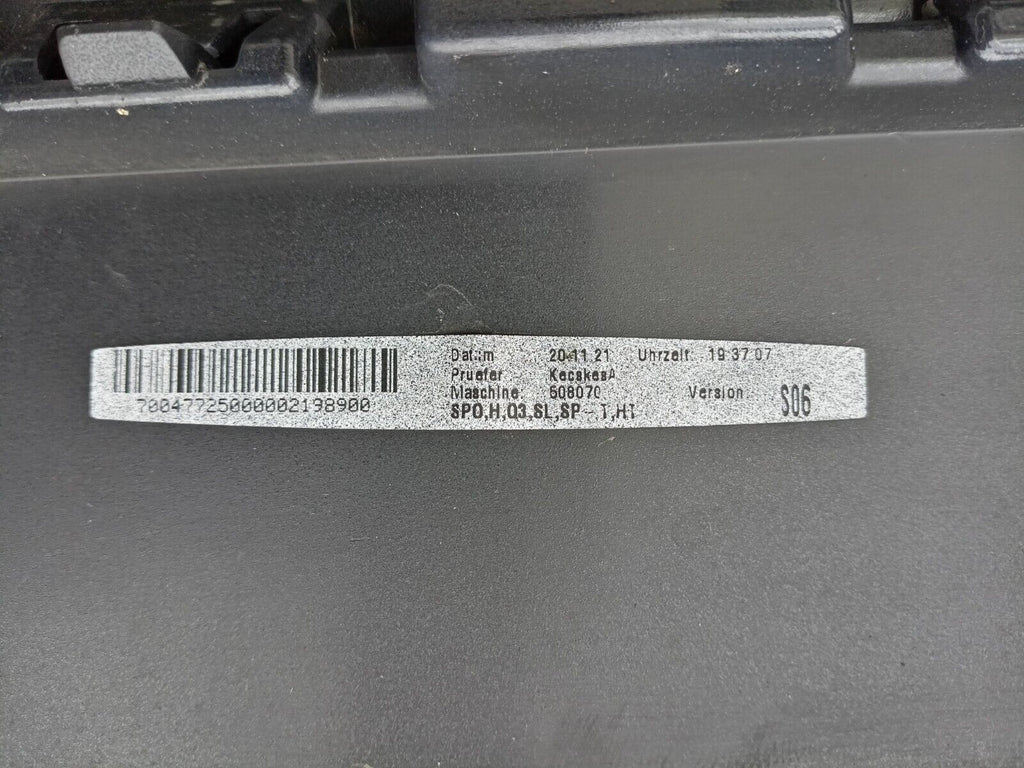 700477250000002198900
Datum 20.11.21 Uhrzeit 19.37.07
Pruefer KecskesA
Maschine 508070 Version S06
SPO,H,03,SL,SP-T,HT